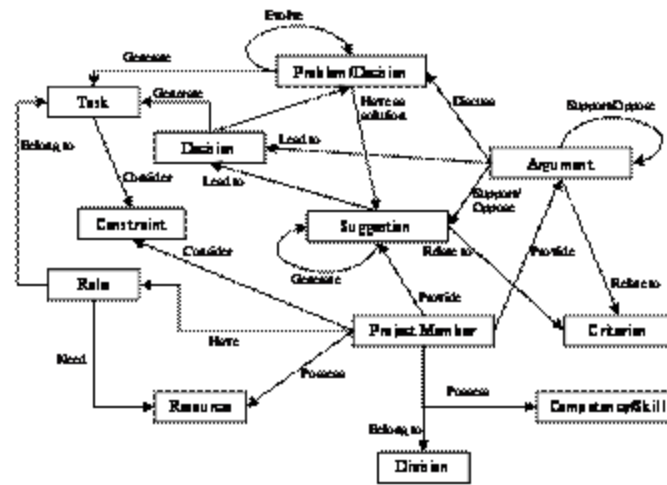 Evolve
Generate
Problem/Decision
Task
Generate
Have as
solution
Discuss
Support/Oppose
Belong to
Decision
Lead to
Argument
Consider
Lead to
Support/
Oppose
Constraint
Suggestion
Consider
Generate
Relate to
Provide
Role
Provide
Relate to
Have
Project Member
Criterion
Need
Possess
Possess
Resource
Competency/Skill
Belong to
Division